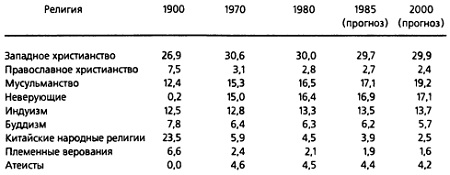 Религия 1900 1970 1980 1985 2000
(прогноз) (прогноз)
Западное христианство 26,9 30,6 30,0 29,7 29,9
Православное христианство 7,5 3,1 2,8 2,7 2,4
Мусульманство 12,4 15,3 16,5 17,1 19,2
Неверующие 0,2 15,0 16,4 16,9 17,1
Индуизм 12,5 12,8 13,3 13,5 13,7
Буддизм 7,8 6,4 6,3 6,2 5,7
Китайские народные религии 23,5 5,9 4,5 3,9 2,5
Племенные верования 6,6 2,4 2,1 1,9 1,6
Атеисты 0,0 4,6 4,5 4,4 4,2